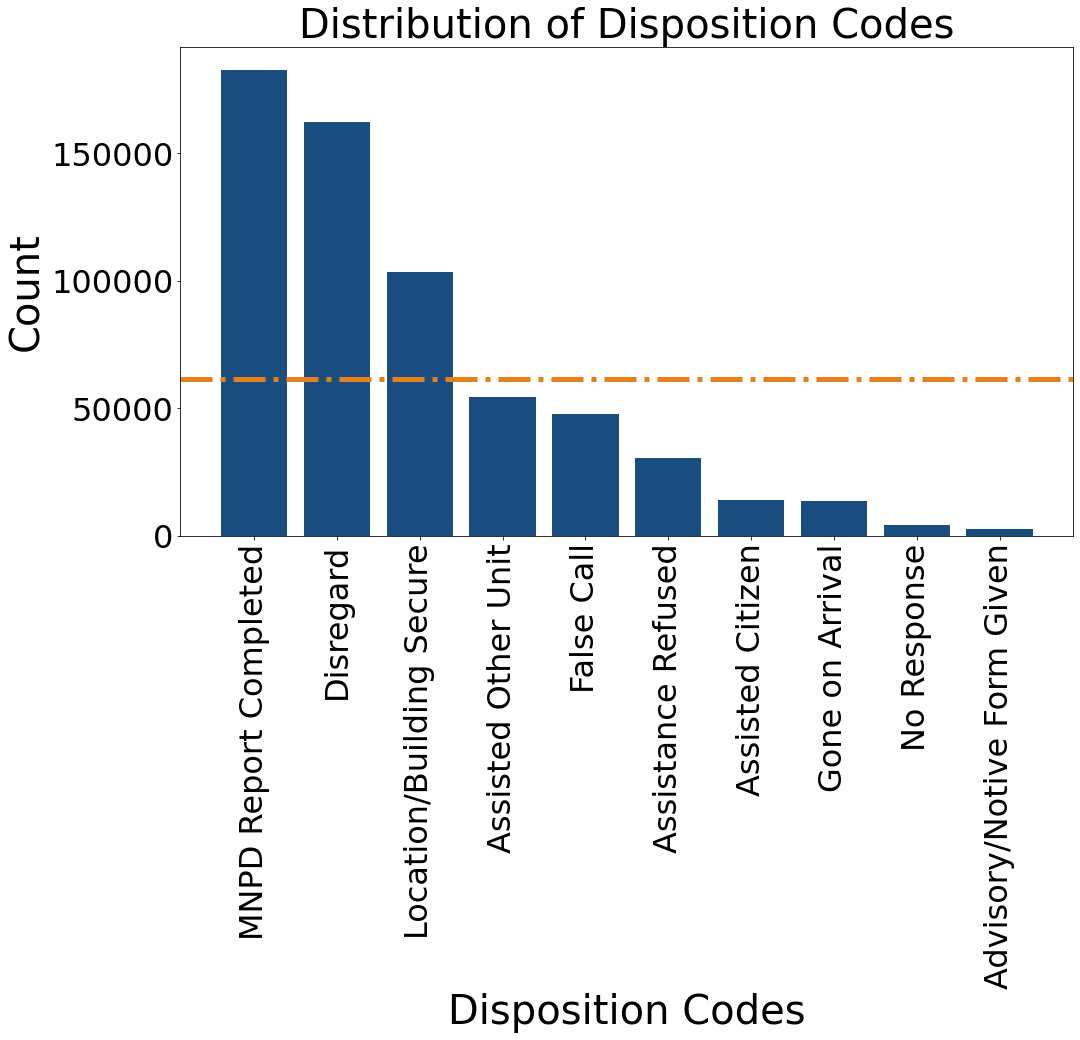 Distribution of Disposition Codes
Count
150000
100000
50000
0
MNPD Report Completed
Disregard
Location/Building Secure
Assisted Other Unit
False Call
Assistance Refused
Assisted Citizen
Gone on Arrival
No Response
Advisory/Notive Form Given
Disposition Codes